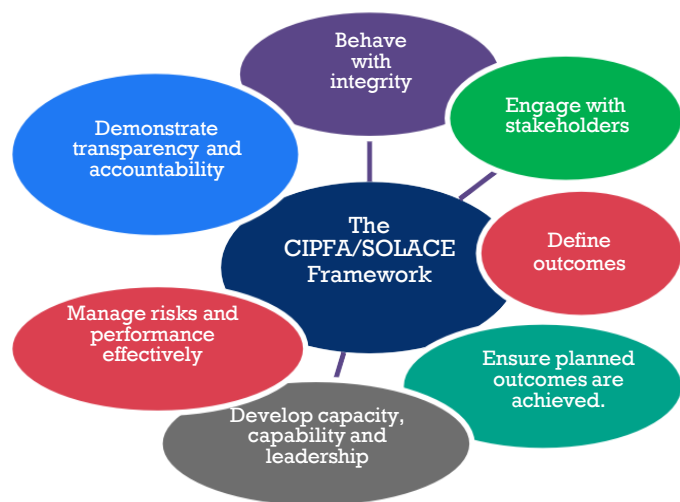 Behave
with
integrity
Engage with
stakeholders
Demonstrate
transparency and
accountability
The
CIPFA/SOLACE
Framework
Define
outcomes
Manage risks and
performance
effectively
Ensure planned
outcomes are
achieved.
Develop capacity,
capability and
leadership